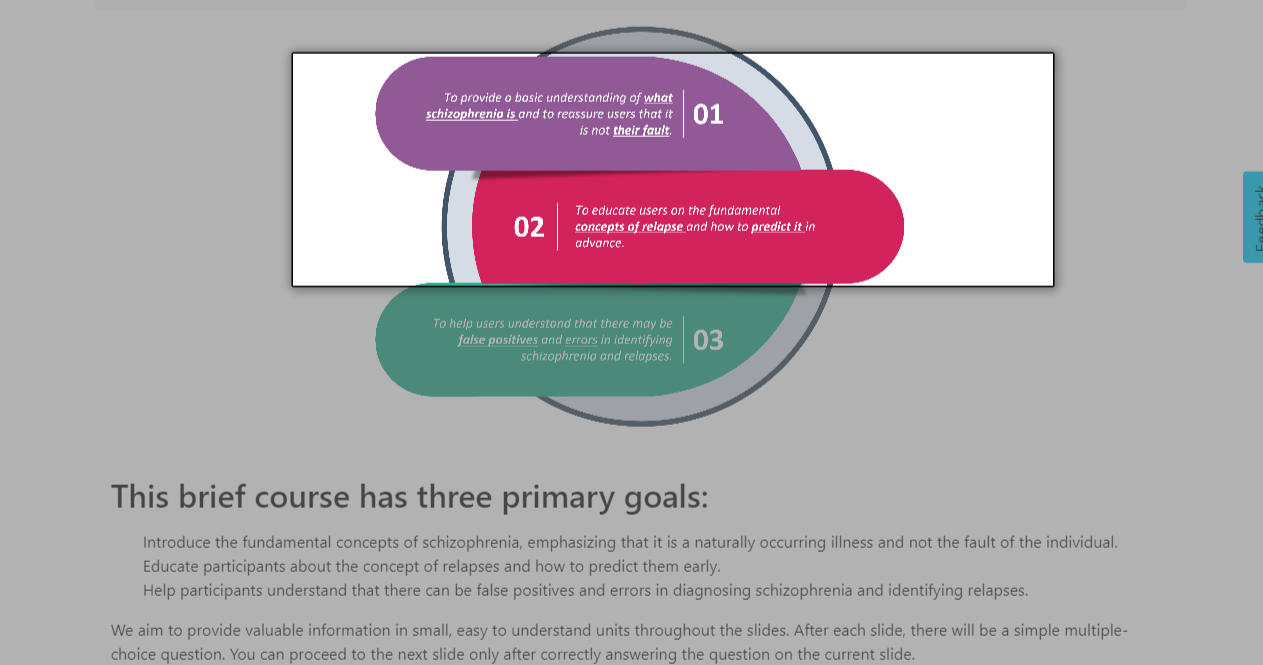 To provide a basic understanding of what
schizophrenia is and to reassure users that it
is not their fault.
01
02
To educate users on the fundamental
concepts of relapse and how to predict it in
advance.
To help users understand that there may be
false positives and errors in identifying
schizophrenia and relapses.
03
Feedback
This brief course has three primary goals:
Introduce the fundamental concepts of schizophrenia, emphasizing that it is a naturally occurring illness and not the fault of the individual.
Educate participants about the concept of relapses and how to predict them early.
Help participants understand that there can be false positives and errors in diagnosing schizophrenia and identifying relapses.
We aim to provide valuable information in small, easy to understand units throughout the slides. After each slide, there will be a simple multiple-
choice question. You can proceed to the next slide only after correctly answering the question on the current slide.